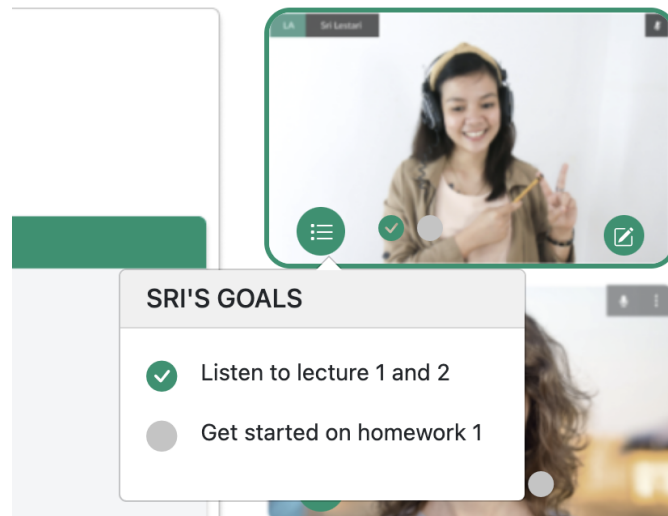 LA Sri Lestari
SRI'S GOALS
Listen to lecture 1 and 2
Get started on homework 1